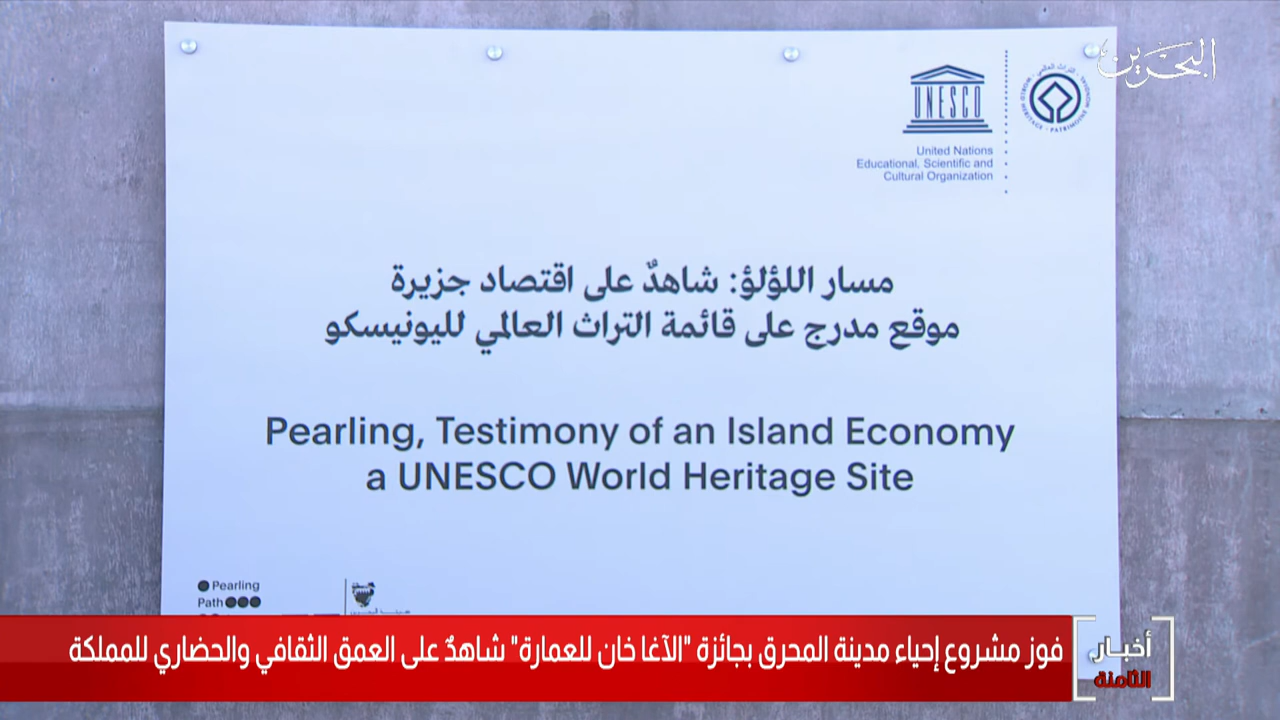 البحرين
UNESCO
United Nations
Educational, Scientific and
Cultural Organization
مسار اللؤلؤ: شاهدٌ على اقتصاد جزيرة
موقع مدرج على قائمة التراث العالمي لليونيسكو
Pearling, Testimony of an Island Economy
a UNESCO World Heritage Site
Pearling
Path
فوز مشروع إحياء مدينة المحرق بجائزة "الآغا خان للعمارة" شاهدٌ على العمق الثقافي والحضاري للمملكة
أخبار
الثامنة